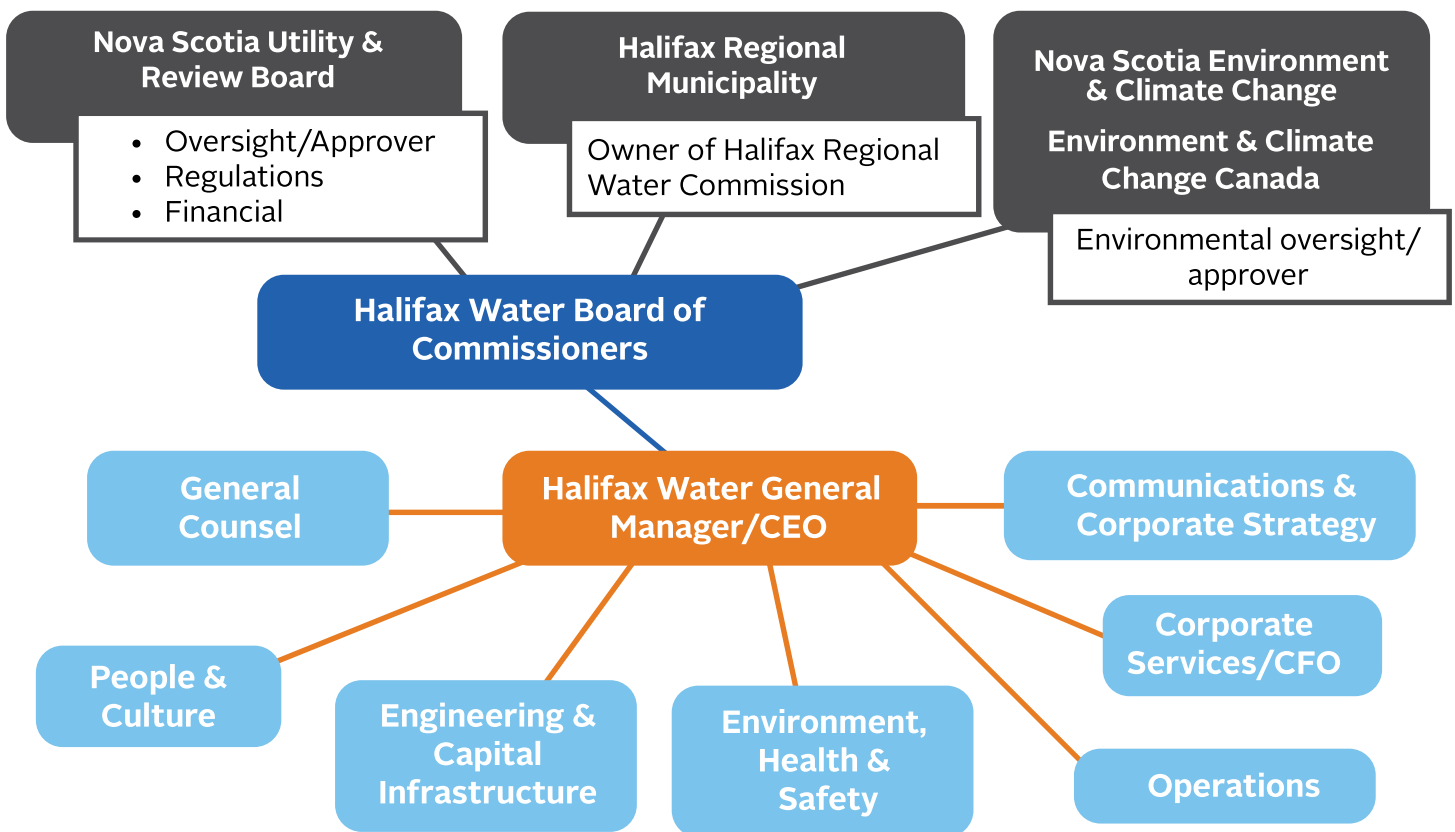 Nova Scotia Utility &
Review Board
• Oversight/Approver
• Regulations
• Financial
Halifax Regional
Municipality
Owner of Halifax Regional
Water Commission
Nova Scotia Environment
& Climate Change
Environment & Climate
Change Canada
Environmental oversight/
approver
Halifax Water Board of
Commissioners
General
Counsel
Halifax Water General
Manager/CEO
Communications &
Corporate Strategy
People &
Culture
Engineering &
Capital
Infrastructure
Environment,
Health &
Safety
Corporate
Services/CFO
Operations